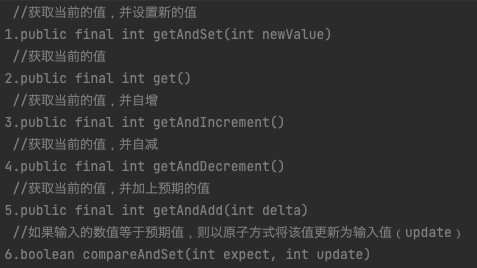 //获取当前的值，并设置新的值
1.public final int getAndSet(int newValue)
//获取当前的值
2.public final int get()
//获取当前的值，并自增
3.public final int getAndIncrement()
//获取当前的值，并自减
4.public final int getAndDecrement()
//获取当前的值，并加上预期的值
5.public final int getAndAdd(int delta)
//如果输入的数值等于预期值，则以原子方式将该值更新为输入值（update）
6.boolean compareAndSet(int expect, int update)